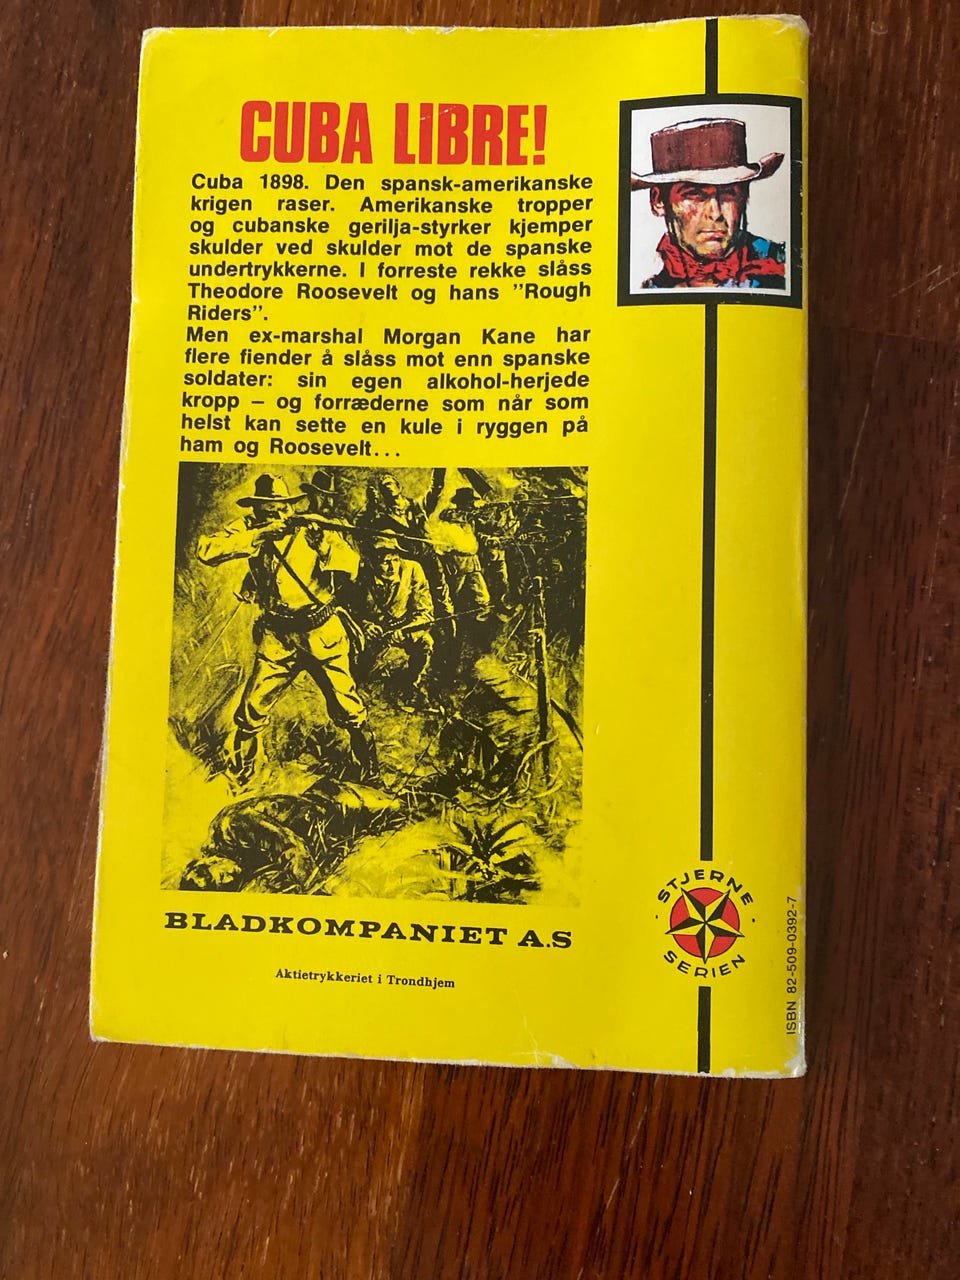 CUBA LIBRE!
Cuba 1898. Den spansk-amerikanske
krigen raser. Amerikanske tropper
og cubanske gerilja-styrker kjemper
skulder ved skulder mot de spanske
undertrykkerne. I forreste rekke slåss
Theodore Roosevelt og hans "Rough
Riders".
Men ex-marshal Morgan Kane har
flere fiender å slåss mot enn spanske
soldater: sin egen alkohol-herjede
kropp – og forræderne som når som
helst kan sette en kule i ryggen på
ham og Roosevelt...
BLADKOMPANIET A.S
Aktietrykkeriet i Trondhjem
· STJERNE ·
SERIEN
ISBN 82-509-0392-7